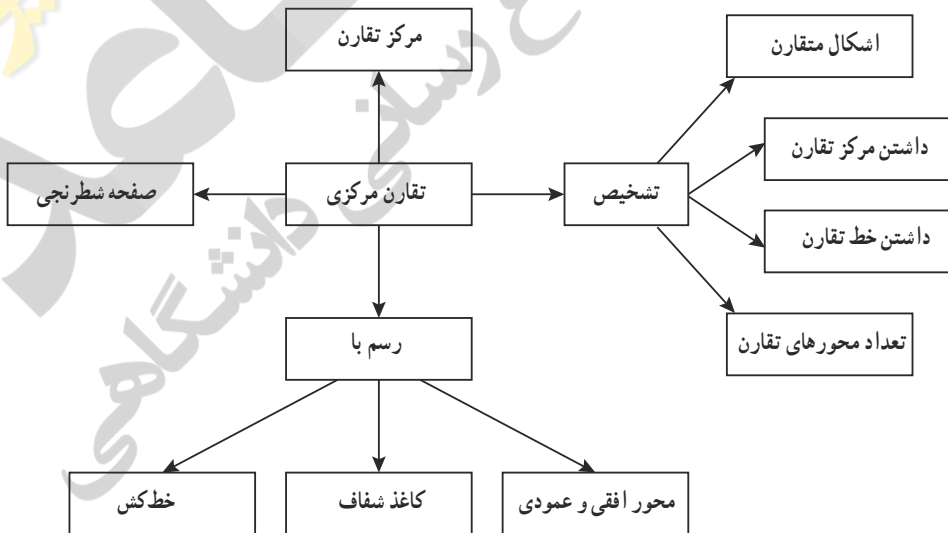 مرکز تقارن
اشکال متقارن
داشتن مرکز تقارن
صفحه شطرنجی
تقارن مرکزی
تشخیص
داشتن خط تقارن
رسم با
تعداد محورهای تقارن
خط‌کش
کاغذ شفاف
محور افقی و عمودی